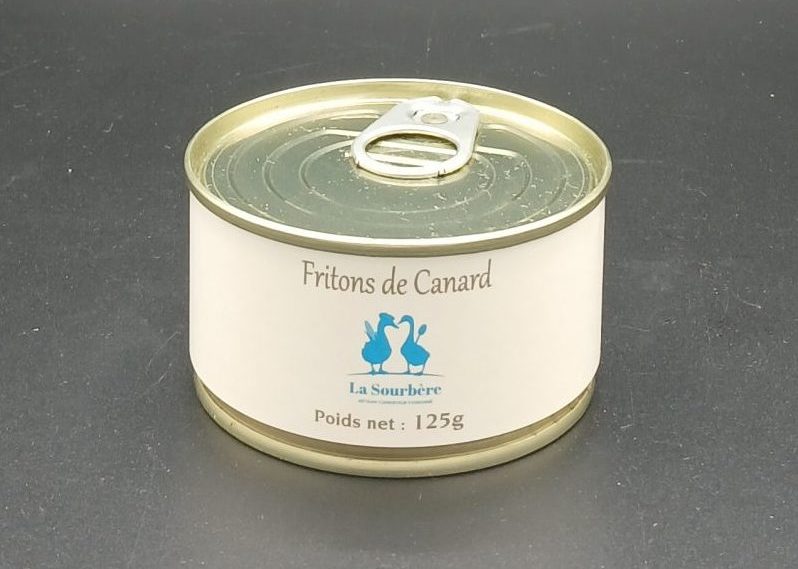 Fritons de Canard
La Sourbère
Poids net : 125g